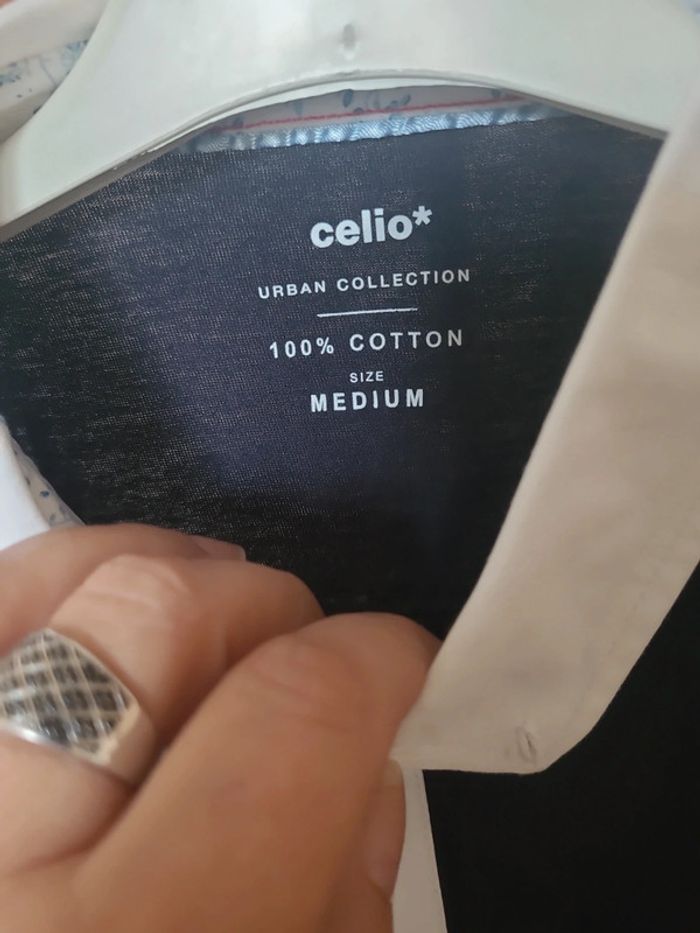 celio*
URBAN COLLECTION
100% COTTON
SIZE
MEDIUM